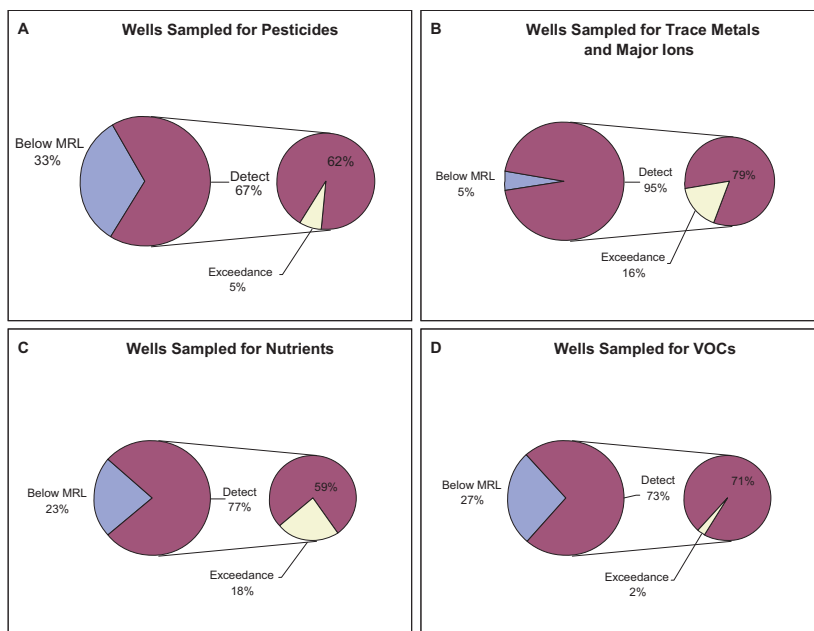 A
Wells Sampled for Pesticides
Below MRL
33%
Detect
67%
62%
Exceedance
5%
B
Wells Sampled for Trace Metals
and Major Ions
Below MRL
5%
Detect
95%
79%
Exceedance
16%
C
Wells Sampled for Nutrients
Below MRL
23%
Detect
77%
59%
Exceedance
18%
D
Wells Sampled for VOCs
Below MRL
27%
Detect
73%
71%
Exceedance
2%